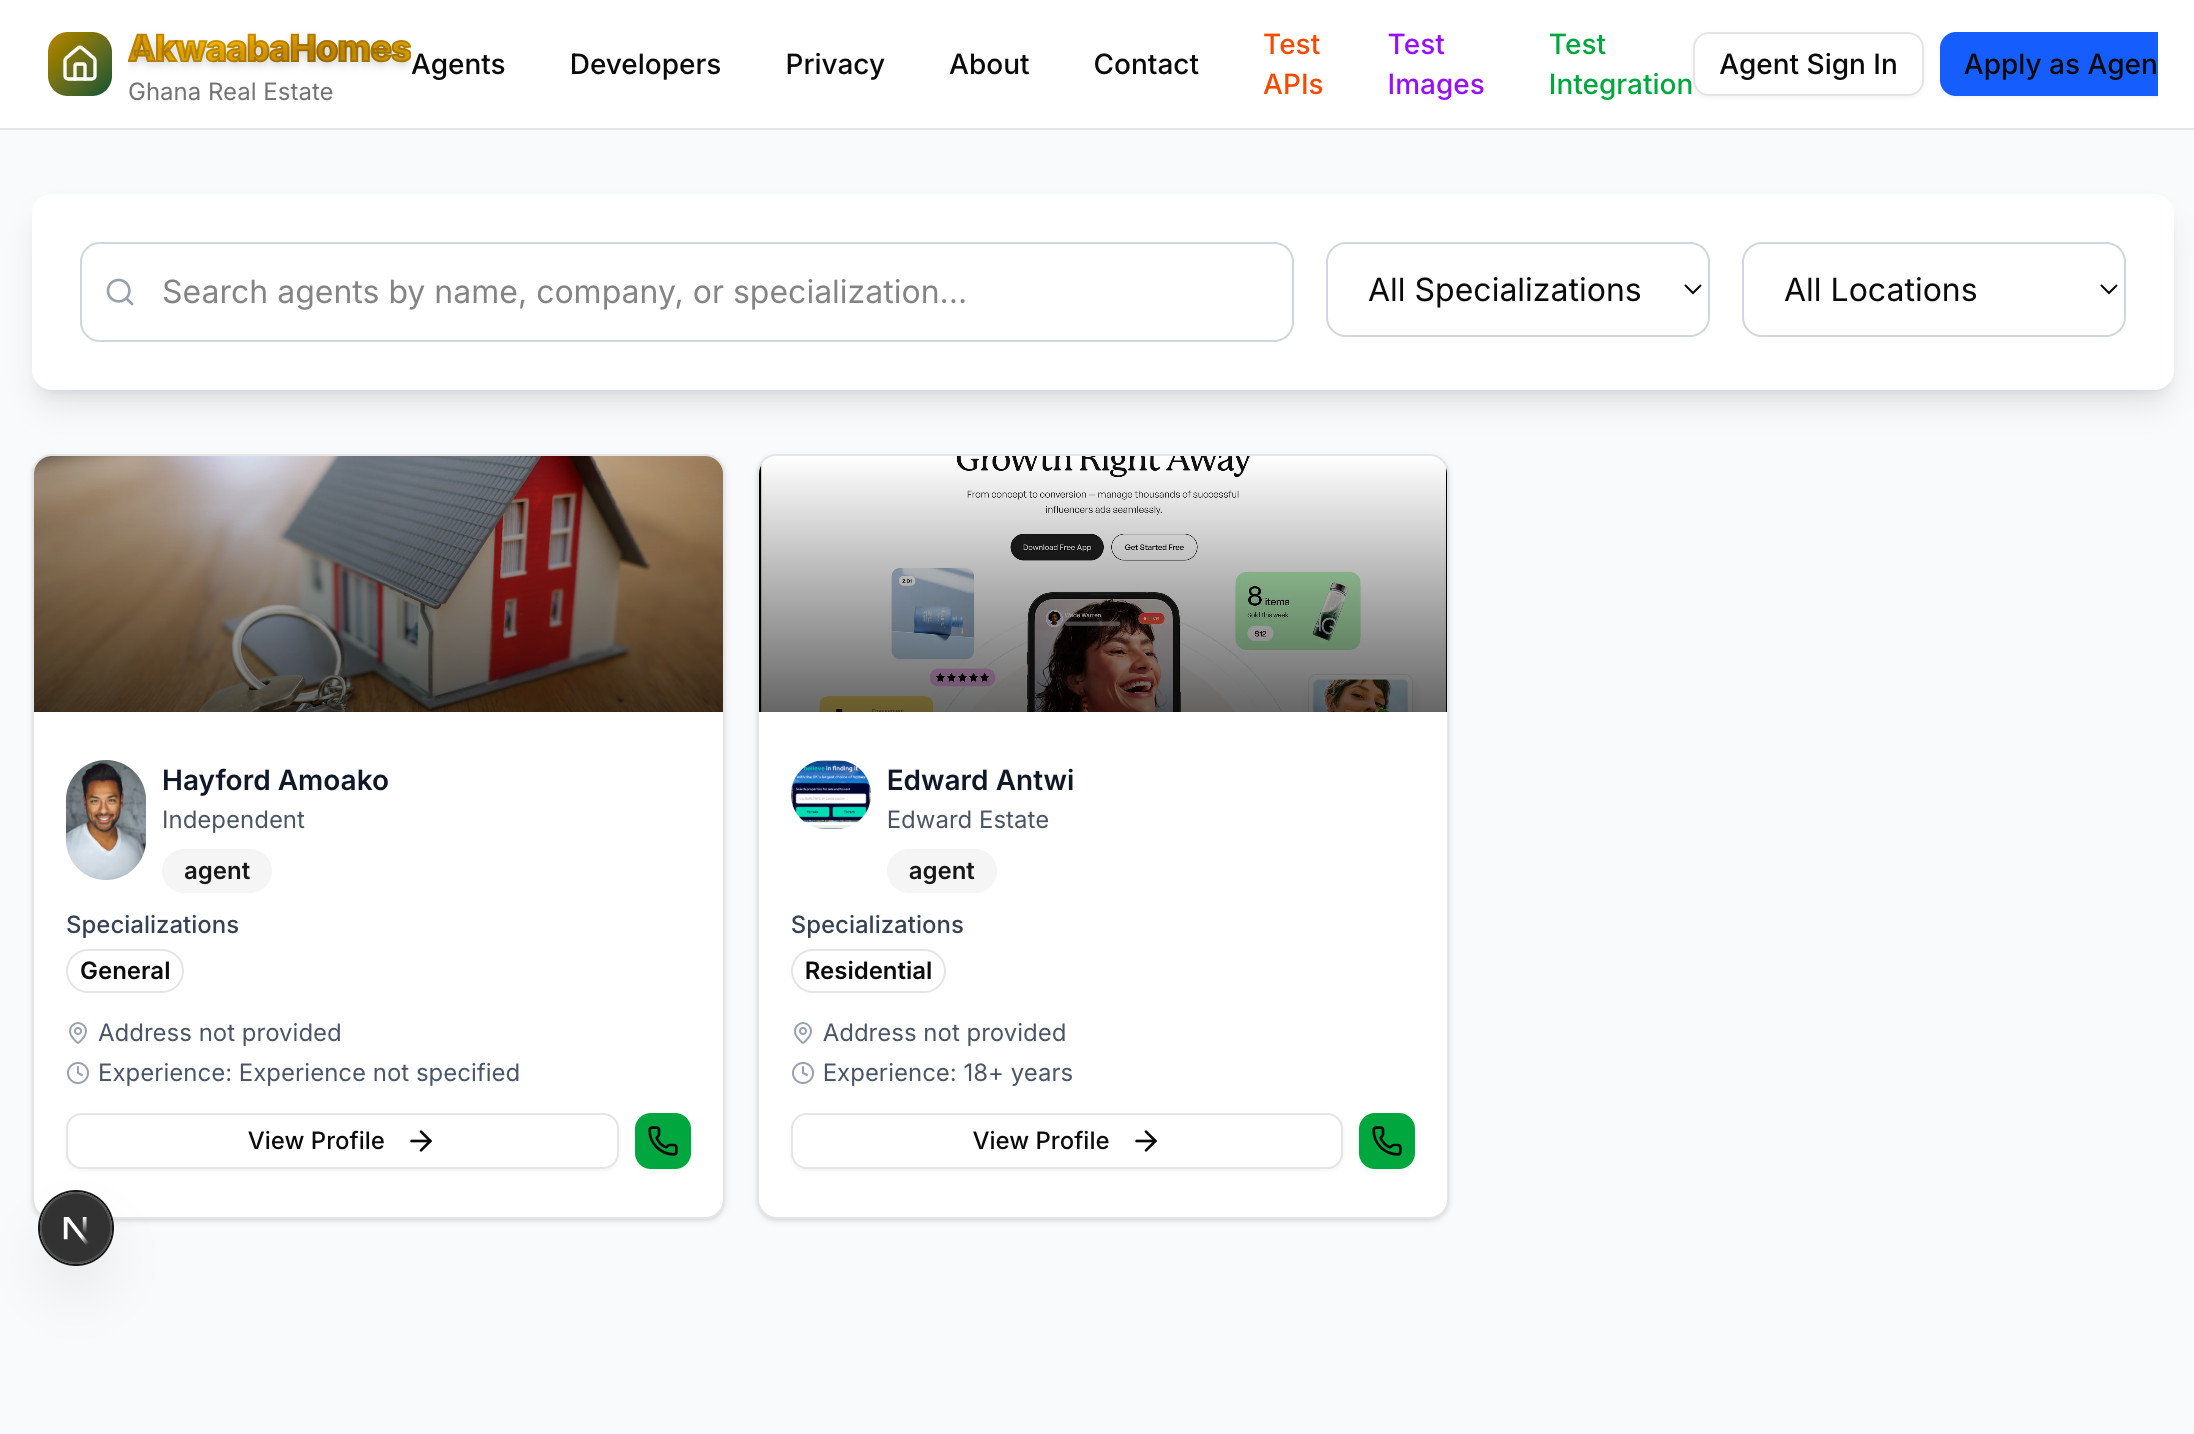 AkwaabaHomes
Ghana Real Estate
Agents
Developers
Privacy
About
Contact
Test
APIs
Test
Images
Test
Integration
Agent Sign In
Apply as Agen
Search agents by name, company, or specialization...
All Specializations
All Locations
Growth Right Away
From concept to conversion — manage thousands of successful
influencers ads seamlessly.
Download Free App
Get Started Free
8 items
Sold this week
$12
Hayford Amoako
Independent
agent
Specializations
General
Address not provided
Experience: Experience not specified
View Profile
Edward Antwi
Edward Estate
agent
Specializations
Residential
Address not provided
Experience: 18+ years
View Profile
N